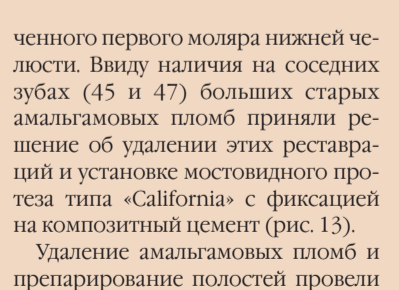 ченного первого моляра нижней че-
люсти. Ввиду наличия на соседних
зубах (45 и 47) больших старых
амальгамовых пломб приняли ре-
шение об удалении этих реставра-
ций и установке мостовидного про-
теза типа «California» с фиксацией
на композитный цемент (рис. 13).
Удаление амальгамовых пломб и
препарирование полостей провели